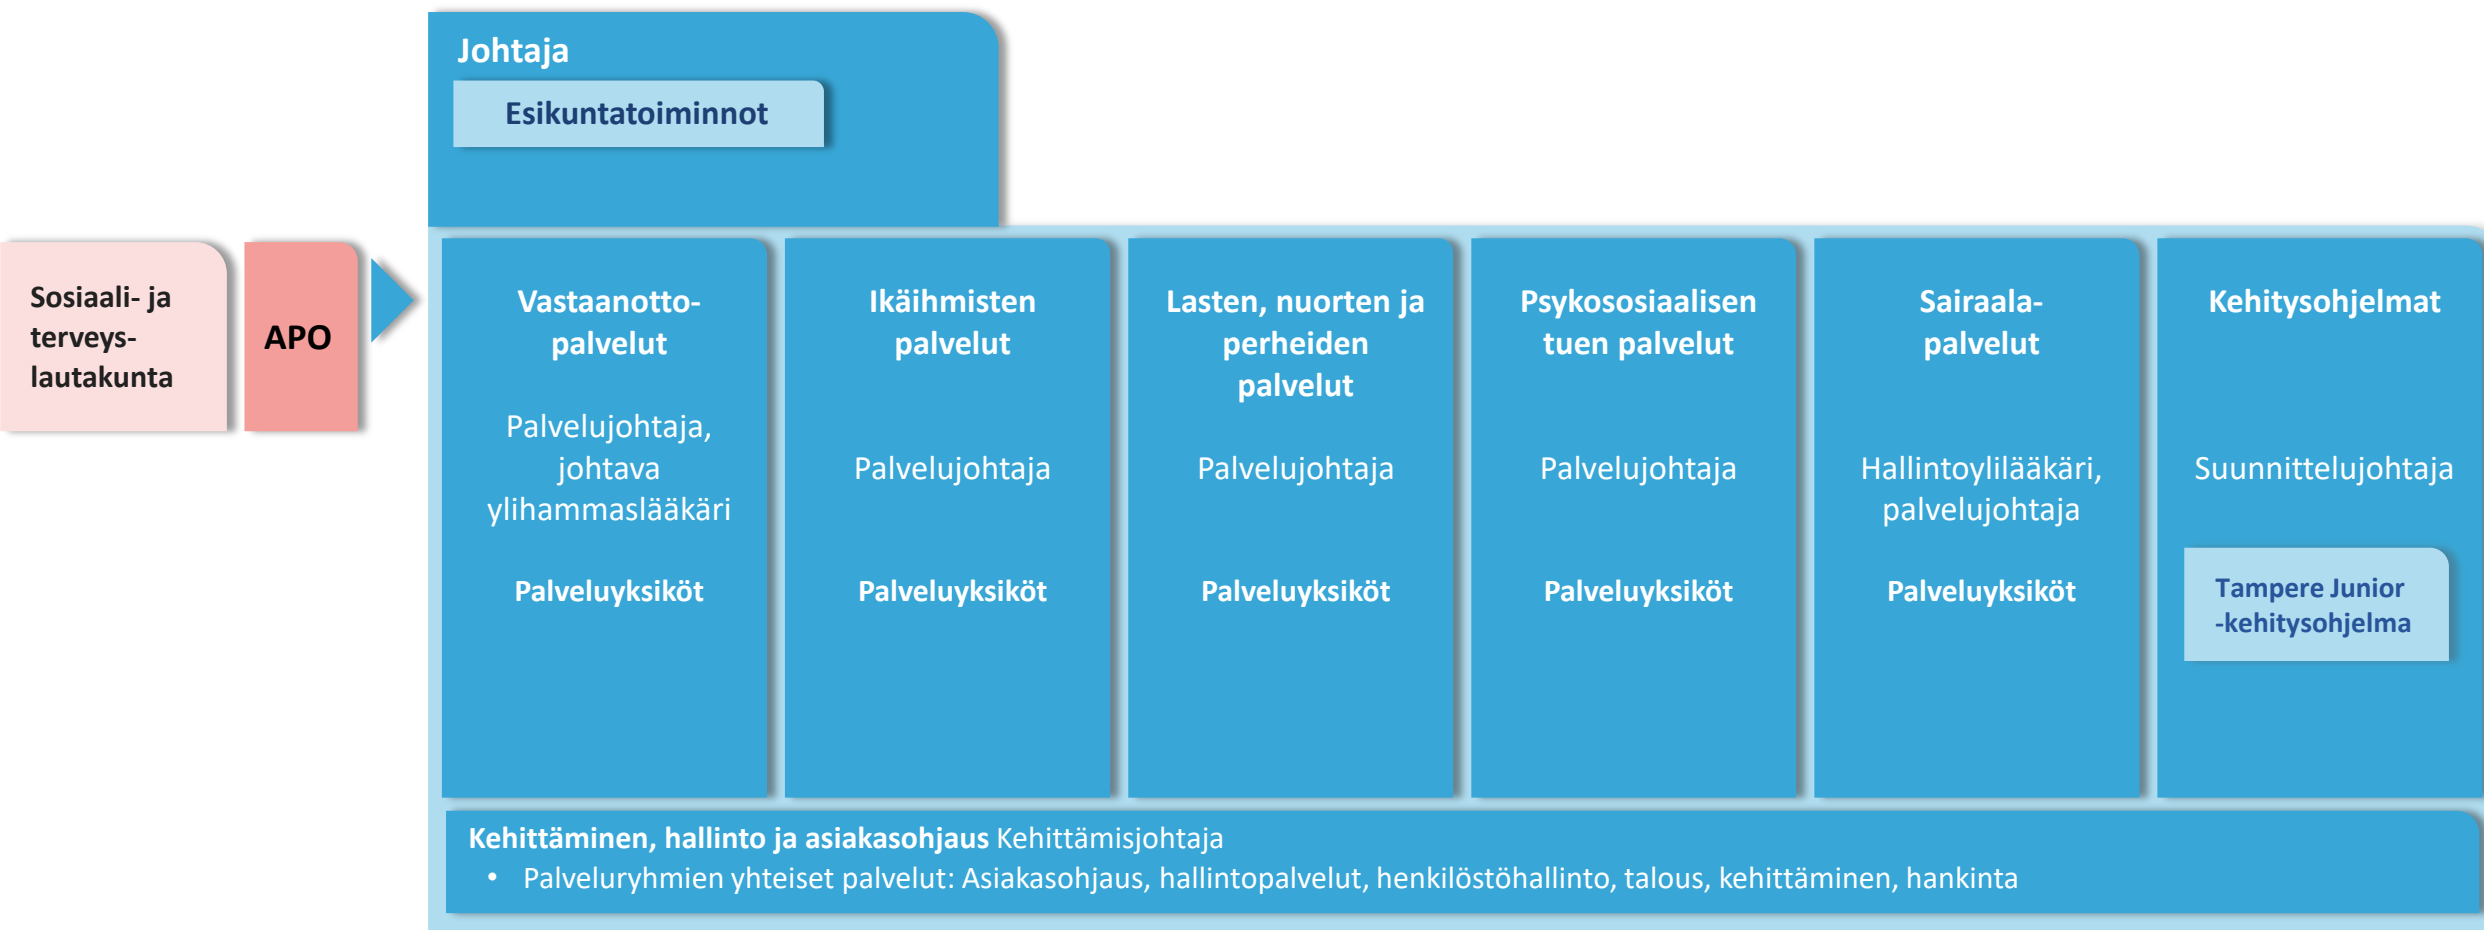 Johtaja
Esikuntatoiminnot
Sosiaali- ja
terveys-
lautakunta
APO
Vastaanotto-
palvelut
Palvelujohtaja,
johtava
ylihammaslääkäri
Palveluyksiköt
Ikäihmisten
palvelut
Palvelujohtaja
Palveluyksiköt
Lasten, nuorten ja
perheiden
palvelut
Palvelujohtaja
Palveluyksiköt
Psykososiaalisen
tuen palvelut
Palvelujohtaja
Palveluyksiköt
Sairaala-
palvelut
Hallintoylilääkäri,
palvelujohtaja
Palveluyksiköt
Kehitysohjelmat
Suunnittelujohtaja
Tampere Junior
-kehitysohjelma
Kehittäminen, hallinto ja asiakasohjaus Kehittämisjohtaja
• Palveluryhmien yhteiset palvelut: Asiakasohjaus, hallintopalvelut, henkilöstöhallinto, talous, kehittäminen, hankinta